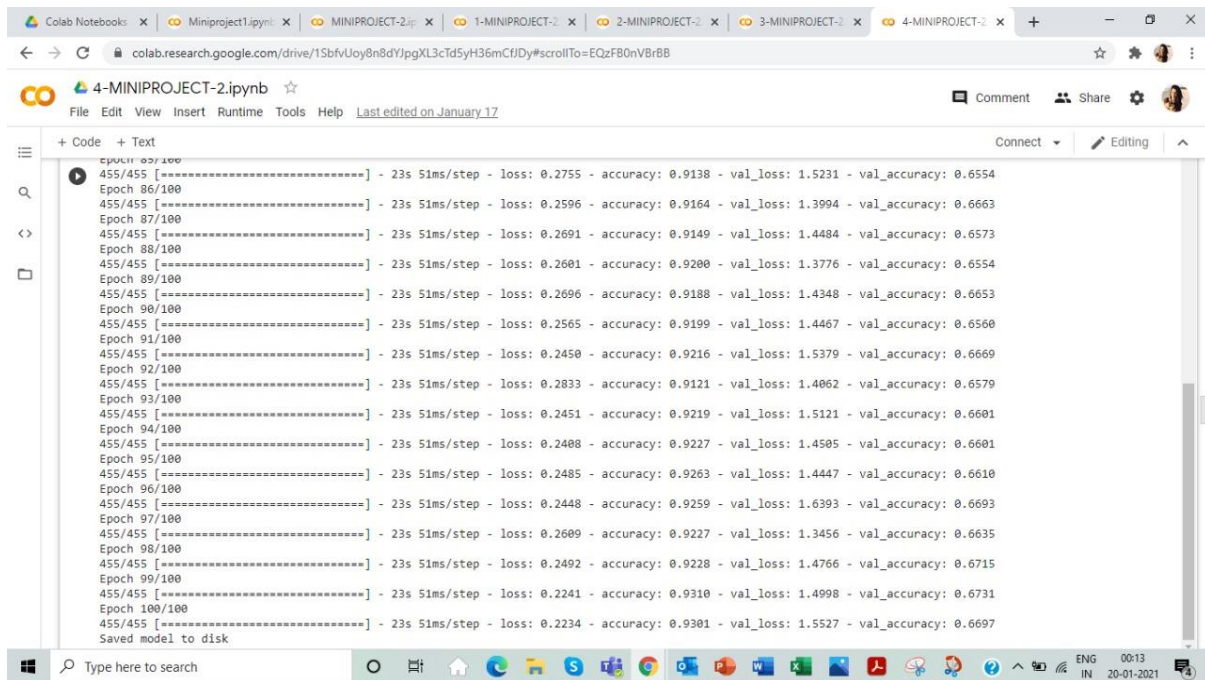 Colab Notebooks
Miniproject1.ipynb
MINIPROJECT-2.ip
1-MINIPROJECT-2
2-MINIPROJECT-2
3-MINIPROJECT-2
4-MINIPROJECT-2
colab.research.google.com/drive/1SbfvUoy8n8dYJpgXL3cTd5yH36mCfJDy#scrollTo=EQzFB0nVBrBB
4-MINIPROJECT-2.ipynb
File Edit View Insert Runtime Tools Help Last edited on January 17
Comment Share
+ Code + Text Connect Editing
Epoch 85/100
455/455 [==============================] - 23s 51ms/step - loss: 0.2755 - accuracy: 0.9138 - val_loss: 1.5231 - val_accuracy: 0.6554
Epoch 86/100
455/455 [==============================] - 23s 51ms/step - loss: 0.2596 - accuracy: 0.9164 - val_loss: 1.3994 - val_accuracy: 0.6663
Epoch 87/100
455/455 [==============================] - 23s 51ms/step - loss: 0.2691 - accuracy: 0.9149 - val_loss: 1.4484 - val_accuracy: 0.6573
Epoch 88/100
455/455 [==============================] - 23s 51ms/step - loss: 0.2601 - accuracy: 0.9200 - val_loss: 1.3776 - val_accuracy: 0.6554
Epoch 89/100
455/455 [==============================] - 23s 51ms/step - loss: 0.2696 - accuracy: 0.9188 - val_loss: 1.4348 - val_accuracy: 0.6653
Epoch 90/100
455/455 [==============================] - 23s 51ms/step - loss: 0.2565 - accuracy: 0.9199 - val_loss: 1.4467 - val_accuracy: 0.6560
Epoch 91/100
455/455 [==============================] - 23s 51ms/step - loss: 0.2450 - accuracy: 0.9216 - val_loss: 1.5379 - val_accuracy: 0.6669
Epoch 92/100
455/455 [==============================] - 23s 51ms/step - loss: 0.2833 - accuracy: 0.9121 - val_loss: 1.4062 - val_accuracy: 0.6579
Epoch 93/100
455/455 [==============================] - 23s 51ms/step - loss: 0.2451 - accuracy: 0.9219 - val_loss: 1.5121 - val_accuracy: 0.6601
Epoch 94/100
455/455 [==============================] - 23s 51ms/step - loss: 0.2408 - accuracy: 0.9227 - val_loss: 1.4505 - val_accuracy: 0.6601
Epoch 95/100
455/455 [==============================] - 23s 51ms/step - loss: 0.2485 - accuracy: 0.9263 - val_loss: 1.4447 - val_accuracy: 0.6610
Epoch 96/100
455/455 [==============================] - 23s 51ms/step - loss: 0.2448 - accuracy: 0.9259 - val_loss: 1.6393 - val_accuracy: 0.6693
Epoch 97/100
455/455 [==============================] - 23s 51ms/step - loss: 0.2609 - accuracy: 0.9227 - val_loss: 1.3456 - val_accuracy: 0.6635
Epoch 98/100
455/455 [==============================] - 23s 51ms/step - loss: 0.2492 - accuracy: 0.9228 - val_loss: 1.4766 - val_accuracy: 0.6715
Epoch 99/100
455/455 [==============================] - 23s 51ms/step - loss: 0.2241 - accuracy: 0.9310 - val_loss: 1.4998 - val_accuracy: 0.6731
Epoch 100/100
455/455 [==============================] - 23s 51ms/step - loss: 0.2234 - accuracy: 0.9301 - val_loss: 1.5527 - val_accuracy: 0.6697
Saved model to disk
Type here to search
ENG 00:13
IN 20-01-2021